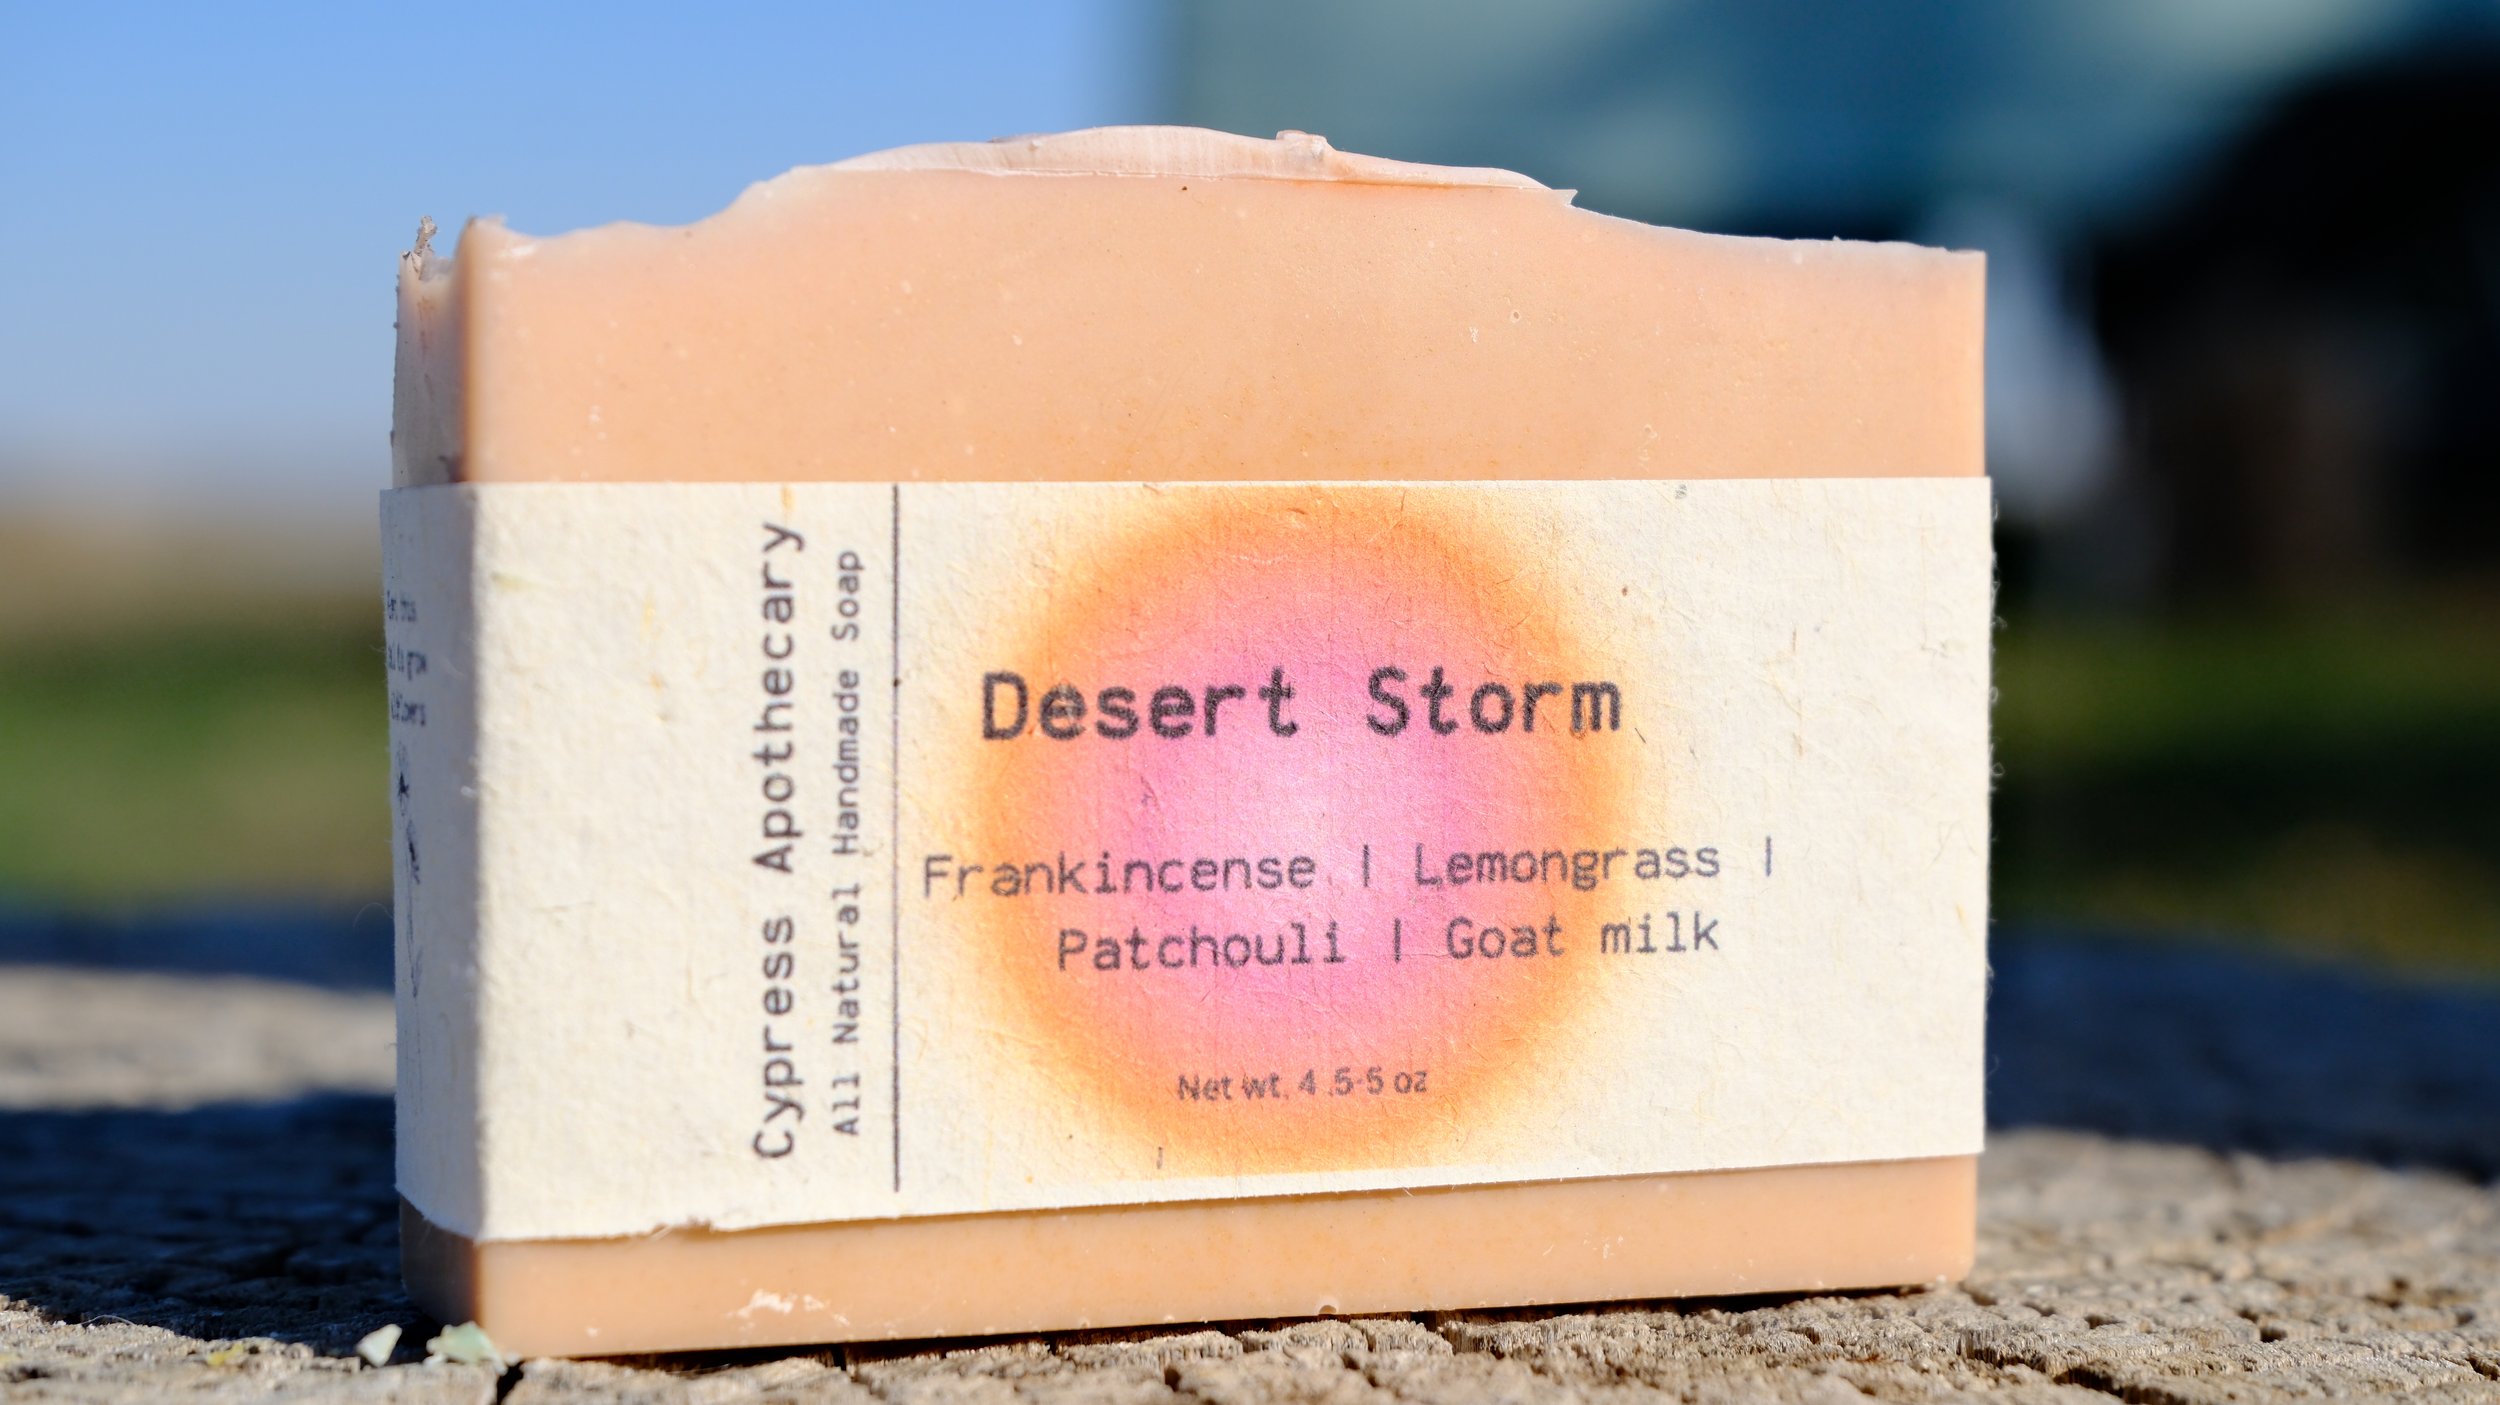 Cypress Apothecary
All Natural Handmade Soap
Desert Storm
Frankincense | Lemongrass |
Patchouli | Goat milk
Net wt. 4.5-5 oz